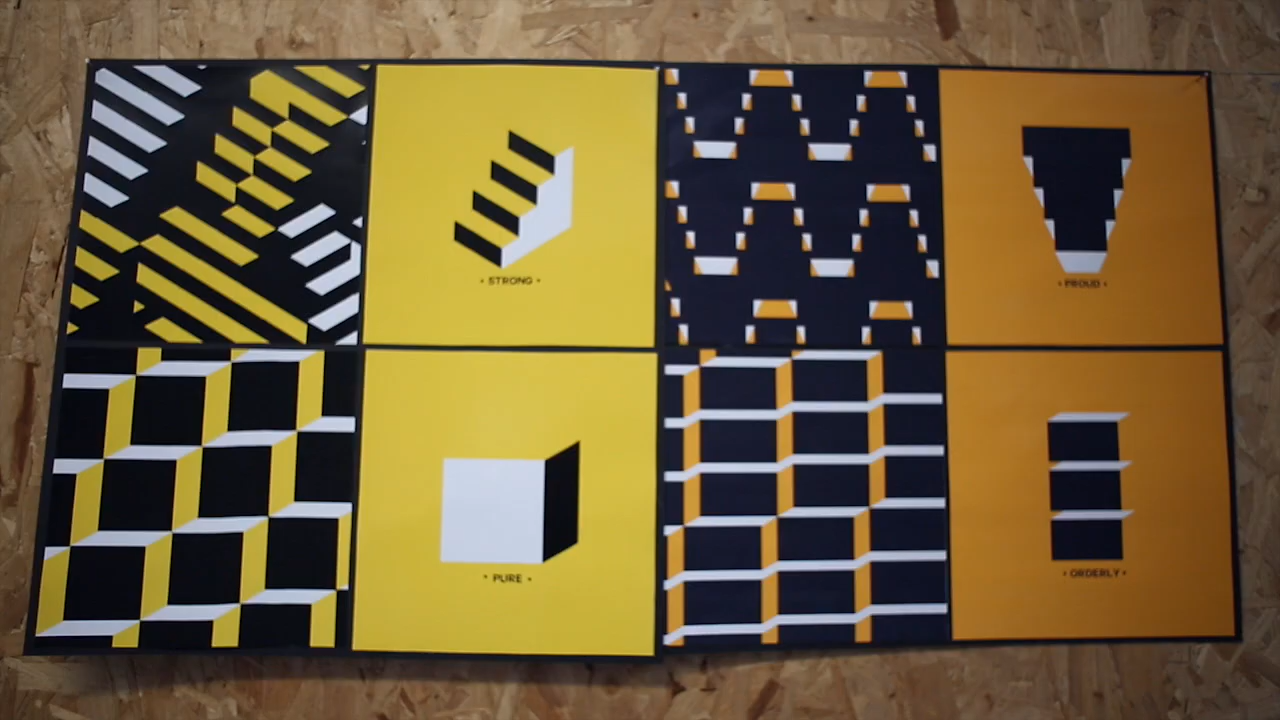 • STRONG •
• PROUD •
• PURE •
• ORDERLY •